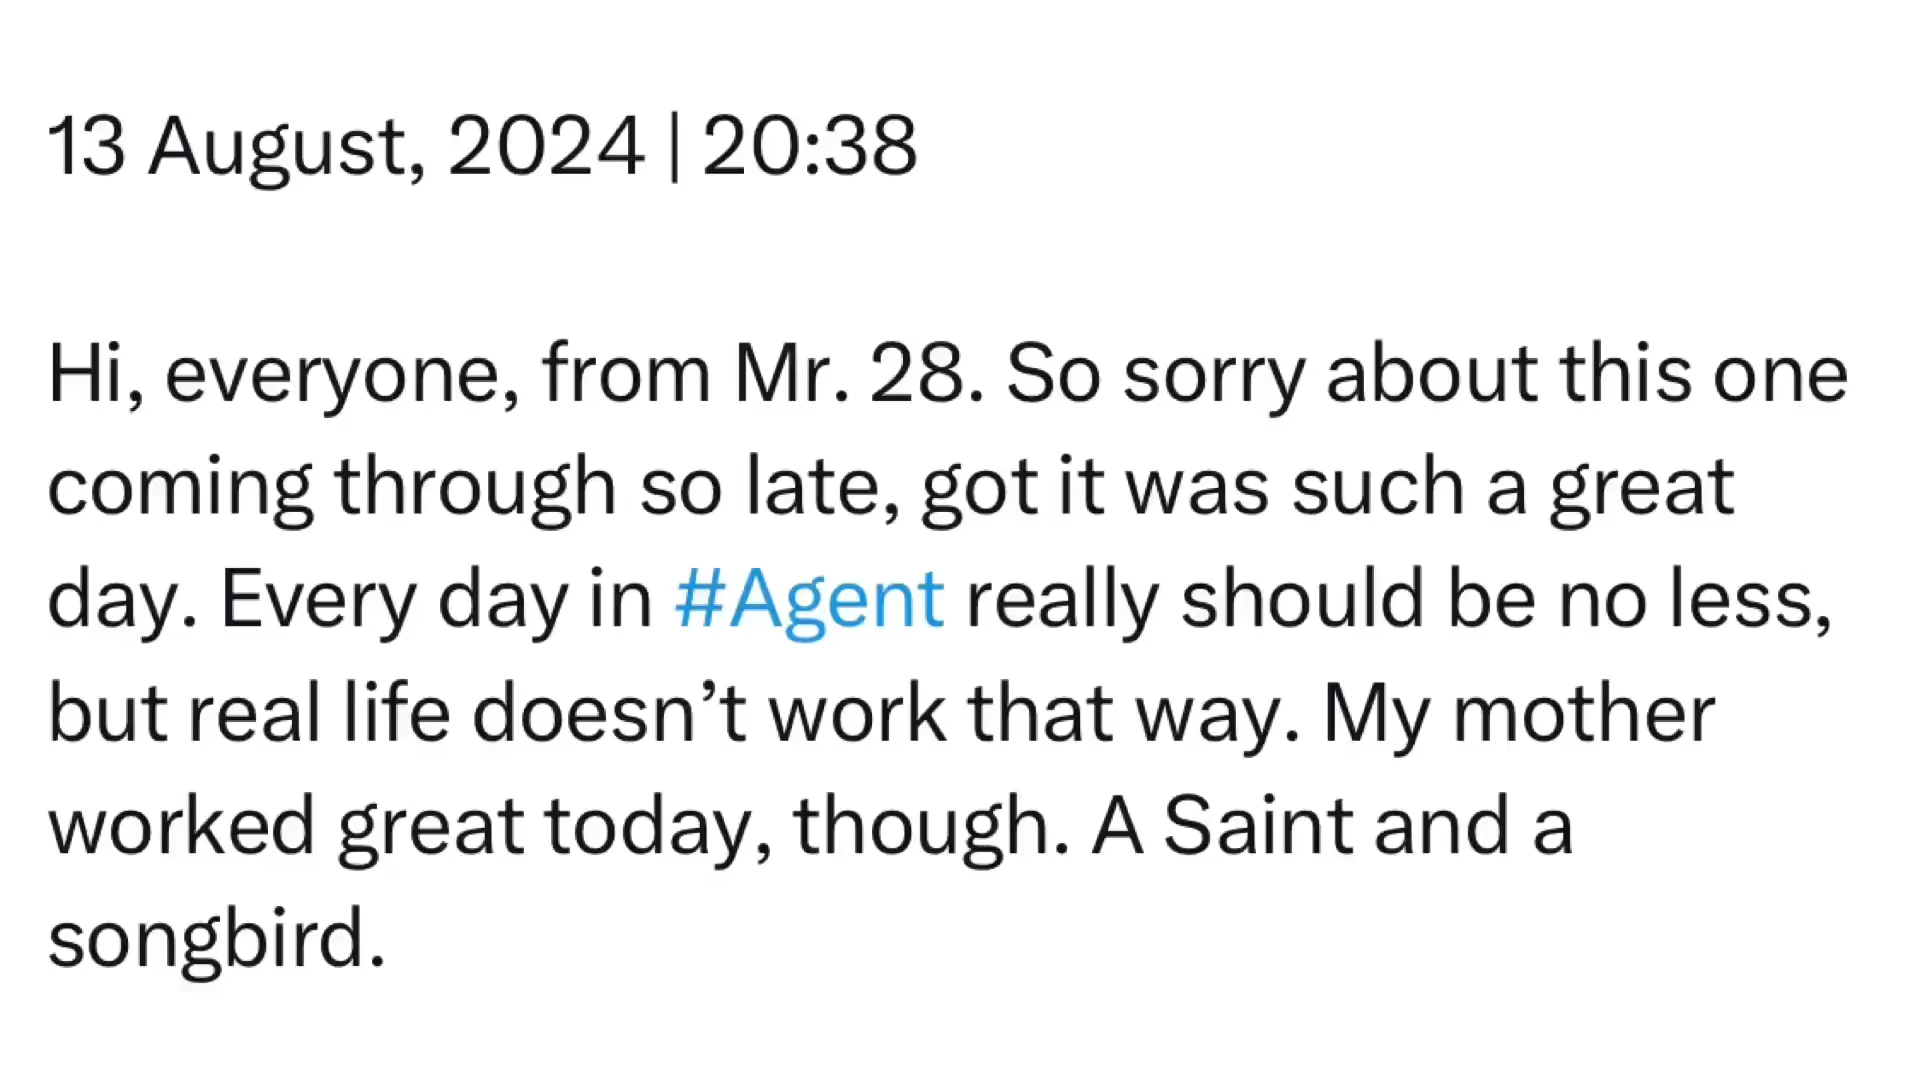 13 August, 2024 | 20:38
Hi, everyone, from Mr. 28. So sorry about this one
coming through so late, got it was such a great
day. Every day in #Agent really should be no less,
but real life doesn’t work that way. My mother
worked great today, though. A Saint and a
songbird.